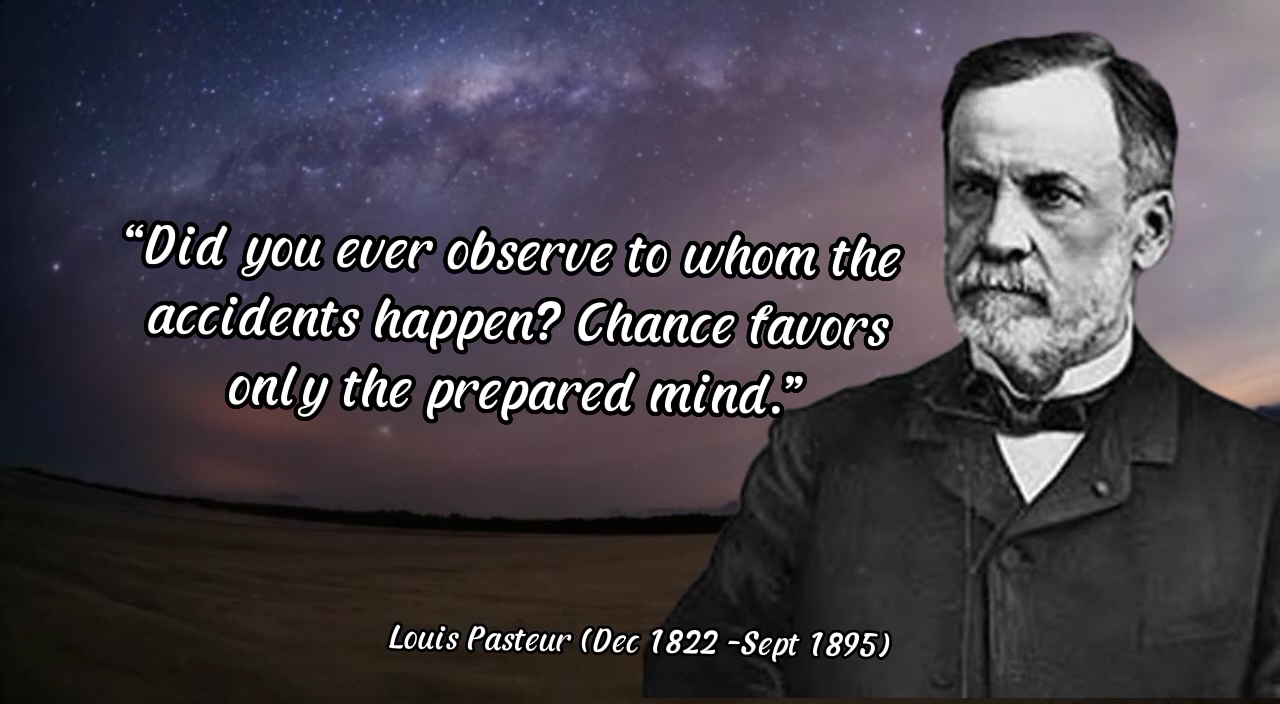 “Did you ever observe to whom the
accidents happen? Chance favors
only the prepared mind.”
Louis Pasteur (Dec 1822 -Sept 1895)